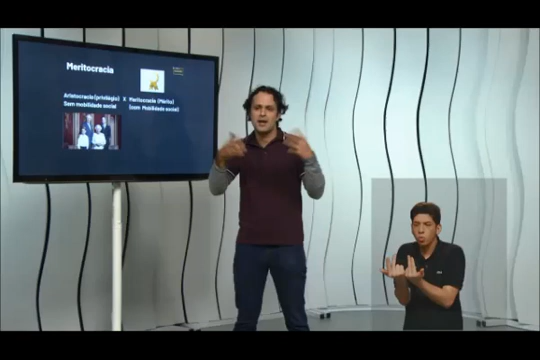 Meritocracia
Aristocracia (privilégio) X Meritocracia (Mérito)
Sem mobilidade social (com Mobilidade social)